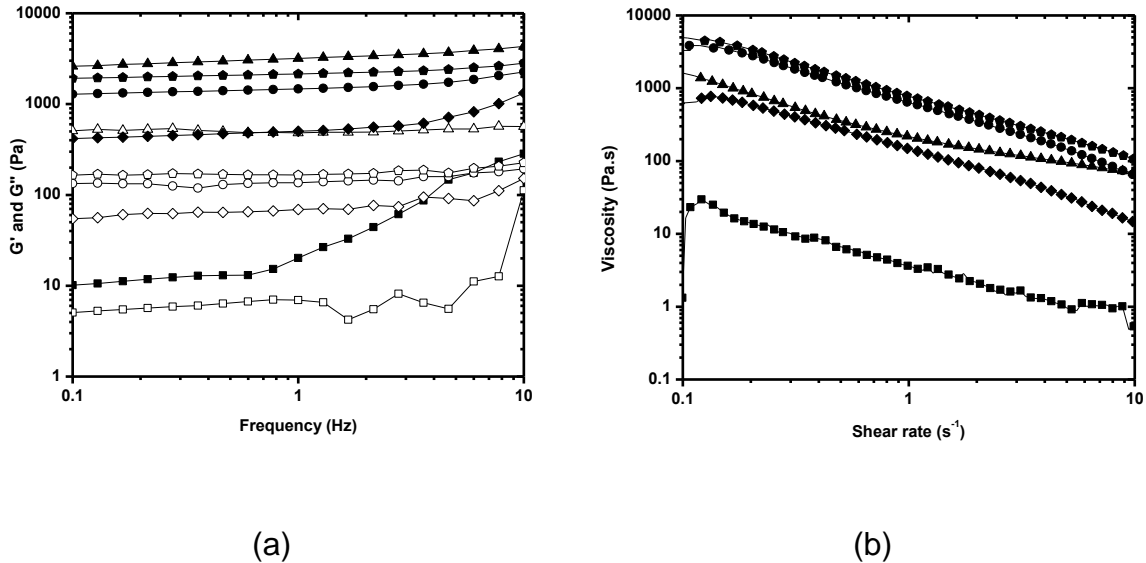 10000
1000
100
10
1
G' and G'' (Pa)
0.1 1 10
Frequency (Hz)
(a)
10000
1000
100
10
1
0.1
Viscosity (Pa.s)
0.1 1 10
Shear rate (s⁻¹)
(b)